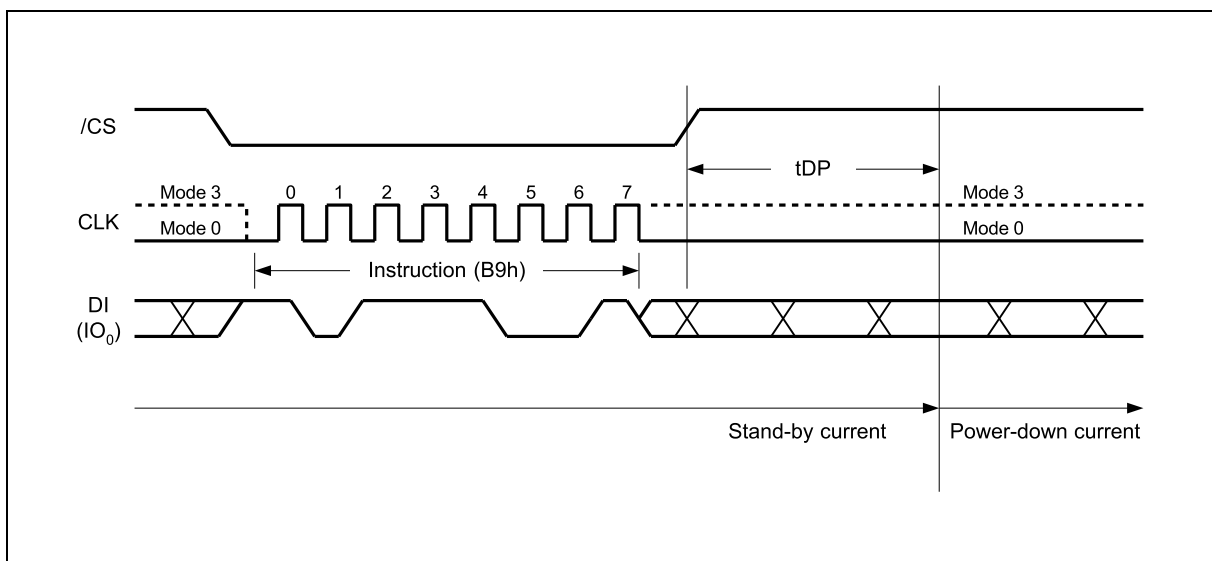 /CS
tDP
Mode 3
0 1 2 3 4 5 6 7
Mode 3
CLK
Mode 0
Mode 0
Instruction (B9h)
DI
(IO₀)
Stand-by current
Power-down current